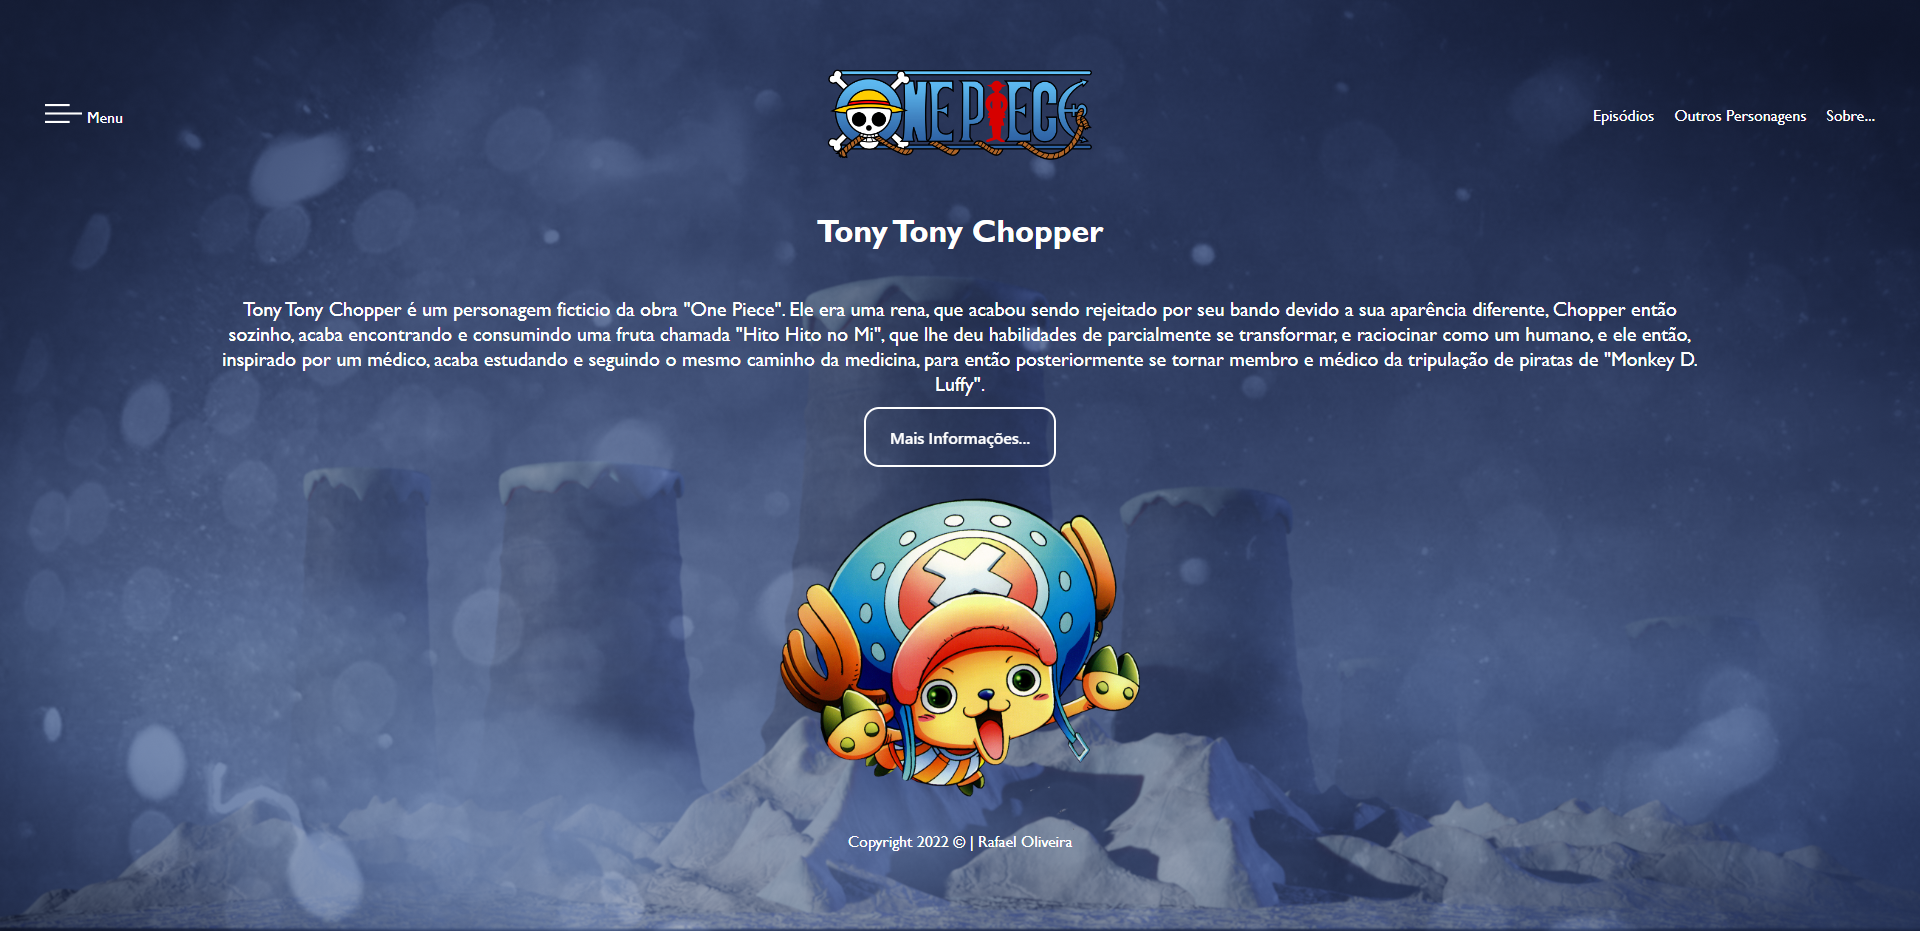 Menu
ONE PIECE
Episódios
Outros Personagens
Sobre...
Tony Tony Chopper
Tony Tony Chopper é um personagem ficticio da obra "One Piece". Ele era uma rena, que acabou sendo rejeitado por seu bando devido a sua aparência diferente, Chopper então
sozinho, acaba encontrando e consumindo uma fruta chamada "Hito Hito no Mi", que lhe deu habilidades de parcialmente se transformar, e raciocinar como um humano, e ele então,
inspirado por um médico, acaba estudando e seguindo o mesmo caminho da medicina, para então posteriormente se tornar membro e médico da tripulação de piratas de "Monkey D.
Luffy".
Mais Informações...
Copyright 2022 © | Rafael Oliveira